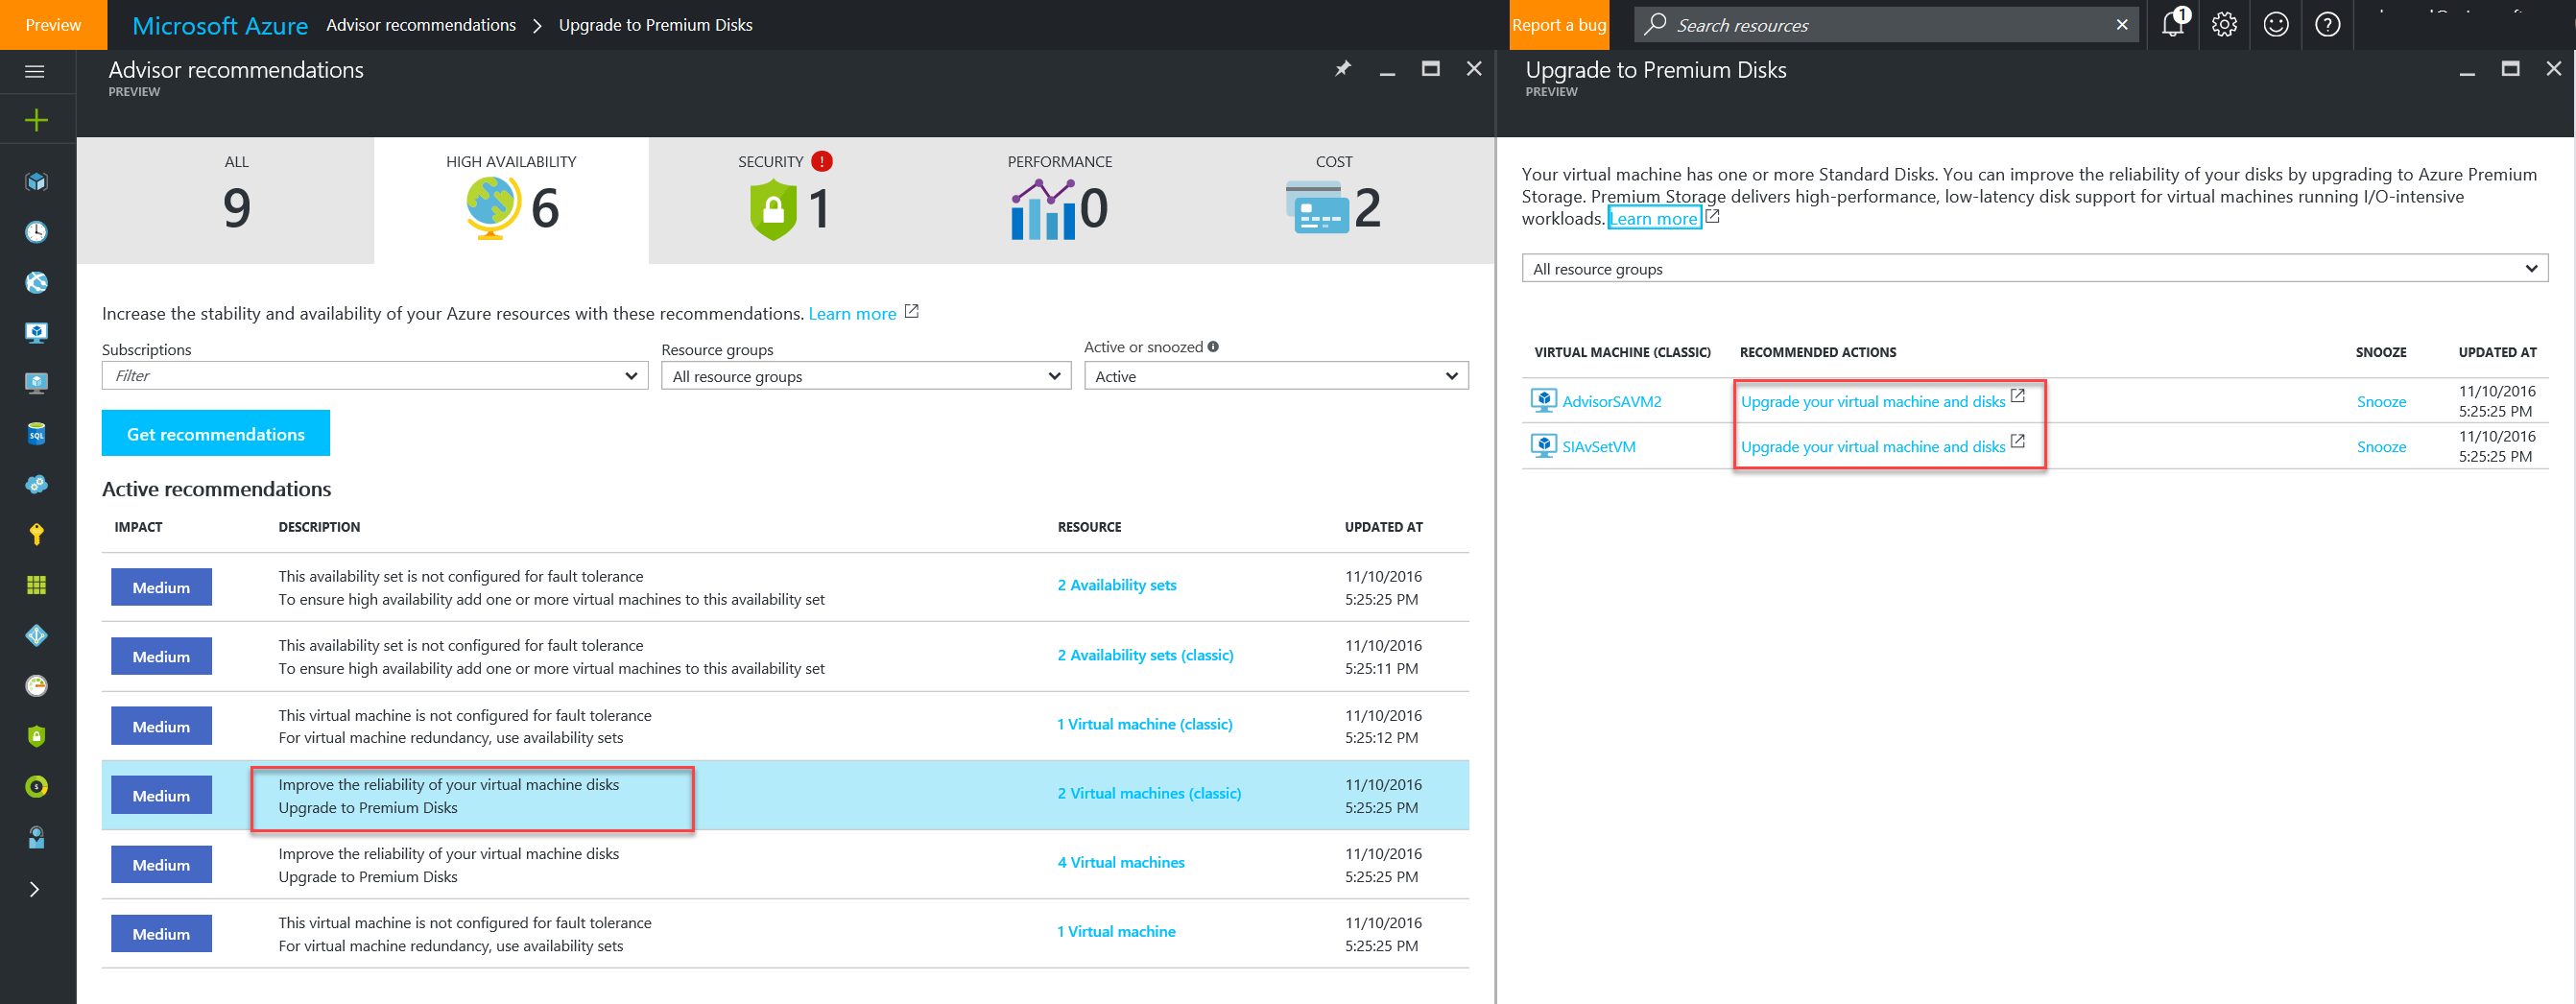 Preview
Microsoft Azure
Advisor recommendations
Upgrade to Premium Disks
Report a bug
Search resources
1
Advisor recommendations
PREVIEW
ALL
9
HIGH AVAILABILITY
6
SECURITY
1
PERFORMANCE
0
COST
2
Increase the stability and availability of your Azure resources with these recommendations. Learn more
Subscriptions
Filter
Resource groups
All resource groups
Active or snoozed
Active
Get recommendations
Active recommendations
IMPACT DESCRIPTION RESOURCE UPDATED AT
Medium
This availability set is not configured for fault tolerance
To ensure high availability add one or more virtual machines to this availability set
2 Availability sets
11/10/2016
5:25:25 PM
Medium
This availability set is not configured for fault tolerance
To ensure high availability add one or more virtual machines to this availability set
2 Availability sets (classic)
11/10/2016
5:25:11 PM
Medium
This virtual machine is not configured for fault tolerance
For virtual machine redundancy, use availability sets
1 Virtual machine (classic)
11/10/2016
5:25:12 PM
Medium
Improve the reliability of your virtual machine disks
Upgrade to Premium Disks
2 Virtual machines (classic)
11/10/2016
5:25:25 PM
Medium
Improve the reliability of your virtual machine disks
Upgrade to Premium Disks
4 Virtual machines
11/10/2016
5:25:25 PM
Medium
This virtual machine is not configured for fault tolerance
For virtual machine redundancy, use availability sets
1 Virtual machine
11/10/2016
5:25:25 PM
Upgrade to Premium Disks
PREVIEW
Your virtual machine has one or more Standard Disks. You can improve the reliability of your disks by upgrading to Azure Premium
Storage. Premium Storage delivers high-performance, low-latency disk support for virtual machines running I/O-intensive
workloads. Learn more
All resource groups
VIRTUAL MACHINE (CLASSIC) RECOMMENDED ACTIONS SNOOZE UPDATED AT
AdvisorSAVM2 Upgrade your virtual machine and disks Snooze
11/10/2016
5:25:25 PM
SIAvSetVM Upgrade your virtual machine and disks Snooze
11/10/2016
5:25:25 PM
SQL